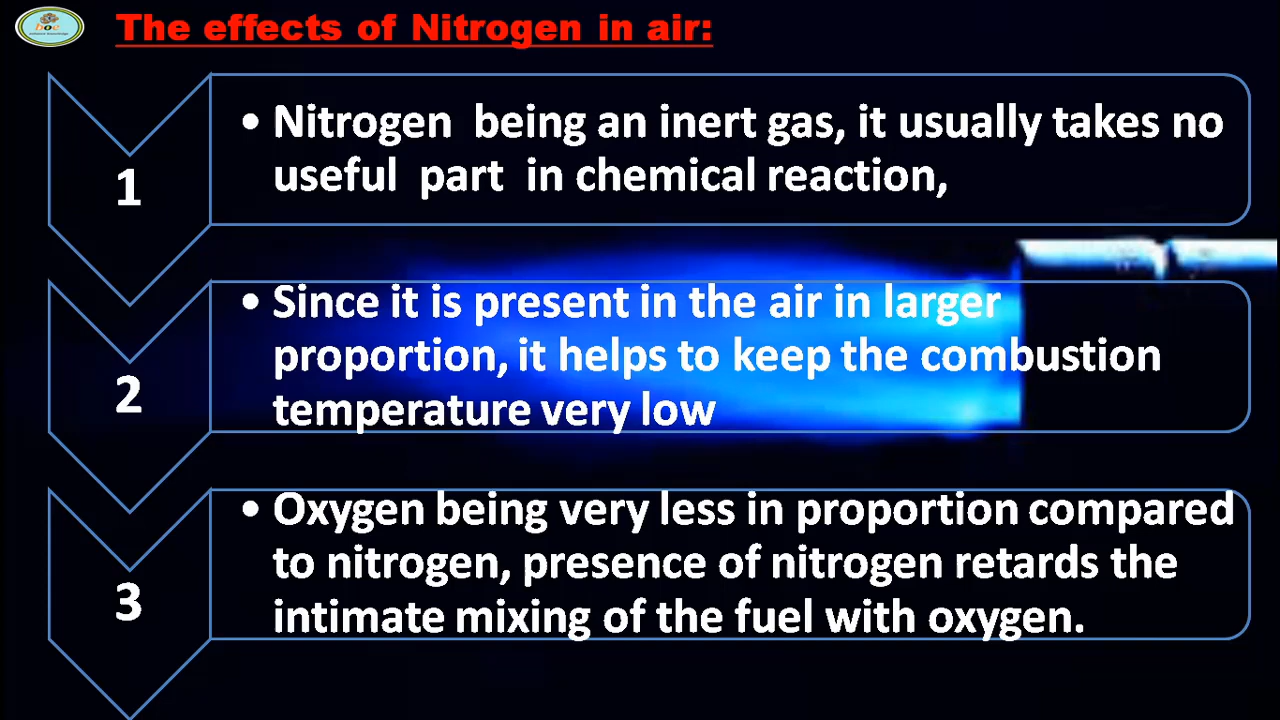 The effects of Nitrogen in air:
1
• Nitrogen being an inert gas, it usually takes no
useful part in chemical reaction,
2
• Since it is present in the air in larger
proportion, it helps to keep the combustion
temperature very low
3
• Oxygen being very less in proportion compared
to nitrogen, presence of nitrogen retards the
intimate mixing of the fuel with oxygen.